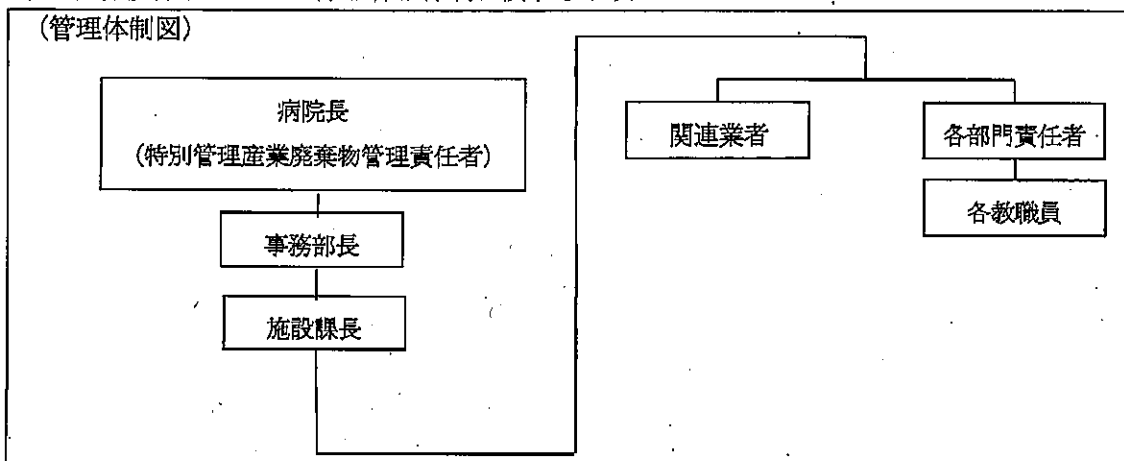 (管理体制図)
病院長
(特別管理産業廃棄物管理責任者)
事務部長
施設課長
関連業者
各部門責任者
各教職員